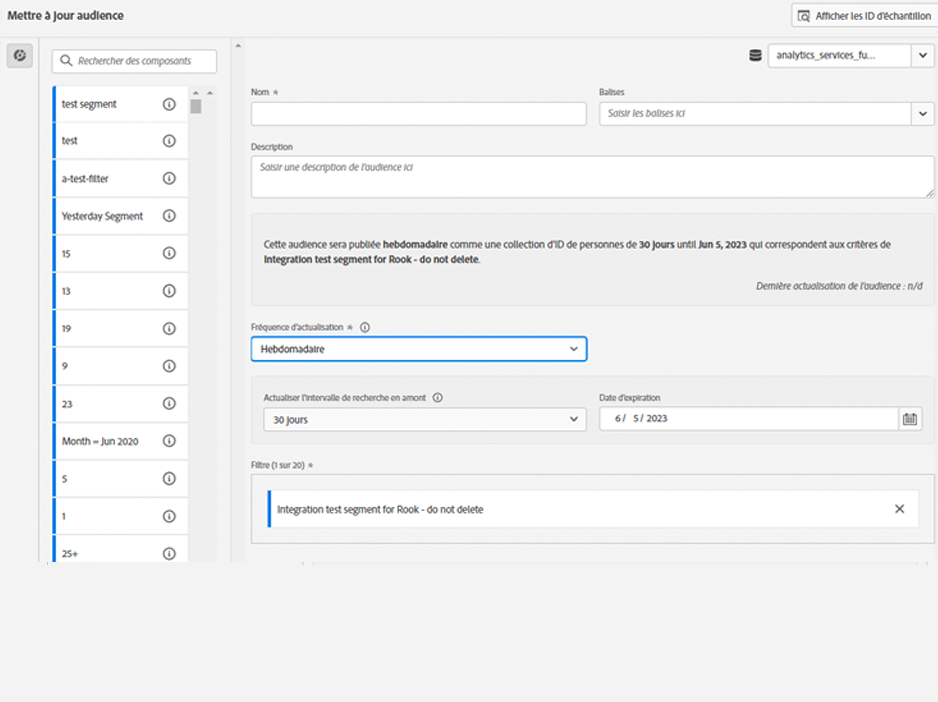 Mettre à jour audience
Afficher les ID d'échantillon
Rechercher des composants
analytics_services_fu...
test segment
test
a-test-filter
Yesterday Segment
15
13
19
9
23
Month = Jun 2020
5
1
25+
Nom *
Balises
Saisir les balises ici
Description
Saisir une description de l'audience ici
Cette audience sera publiée hebdomadaire comme une collection d'ID de personnes de 30 jours until Jun 5, 2023 qui correspondent aux critères de
Integration test segment for Rook - do not delete.
Dernière actualisation de l'audience : n/d
Fréquence d'actualisation *
Hebdomadaire
Actualiser l'intervalle de recherche en amont
Date d'expiration
30 jours
6 / 5 / 2023
Filtre (1 sur 20) *
Integration test segment for Rook - do not delete